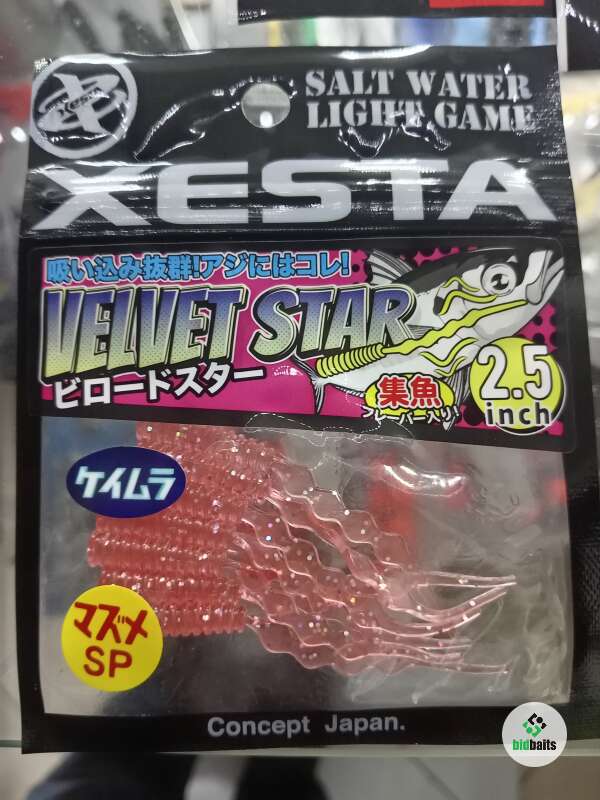 XESTA
SALT WATER
LIGHT GAME
XESTA
吸い込み抜群!アジにはコレ!
VELVET STAR
ビロードスター
集魚
フレーバー入り
2.5
inch
ケイムラ
マズメ
SP
Concept Japan.
bidbaits